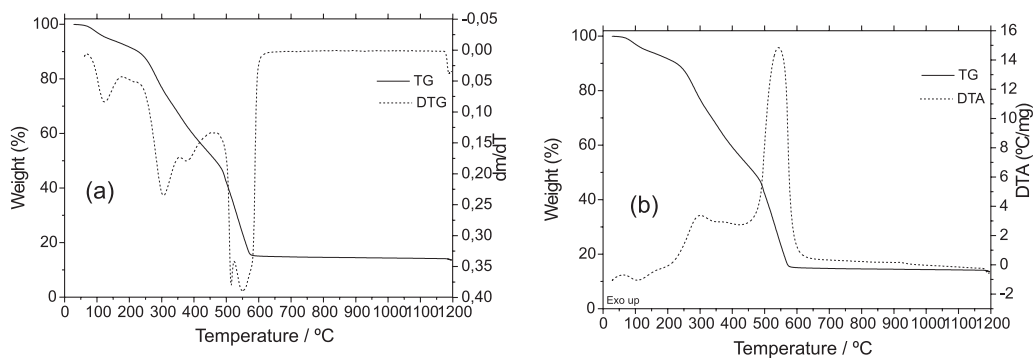 -0,05
100
0,00
80
TG
DTG
0,05
0,10
60
0,15
Weight (%)
dm/dT
(a)
0,20
40
0,25
0,30
20
0,35
0
0,40
0 100 200 300 400 500 600 700 800 900 1000 1100 1200
Temperature / ºC
16
100
14
12
80
TG
DTA
10
60
8
Weight (%)
DTA (ºC/mg)
(b)
6
40
4
2
20
0
Exo up
-2
0
0 100 200 300 400 500 600 700 800 900 1000 1100 1200
Temperature / ºC